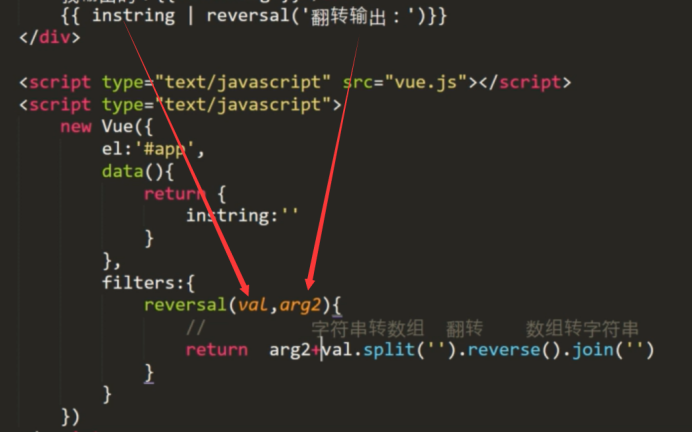 {{ instring | reversal('翻转输出：')}}
</div>
<script type="text/javascript" src="vue.js"></script>
<script type="text/javascript">
new Vue({
el:'#app',
data(){
return {
instring:''
}
},
filters:{
reversal(val,arg2){
// 字符串转数组 翻转 数组转字符串
return arg2+val.split('').reverse().join('')
}
}
})